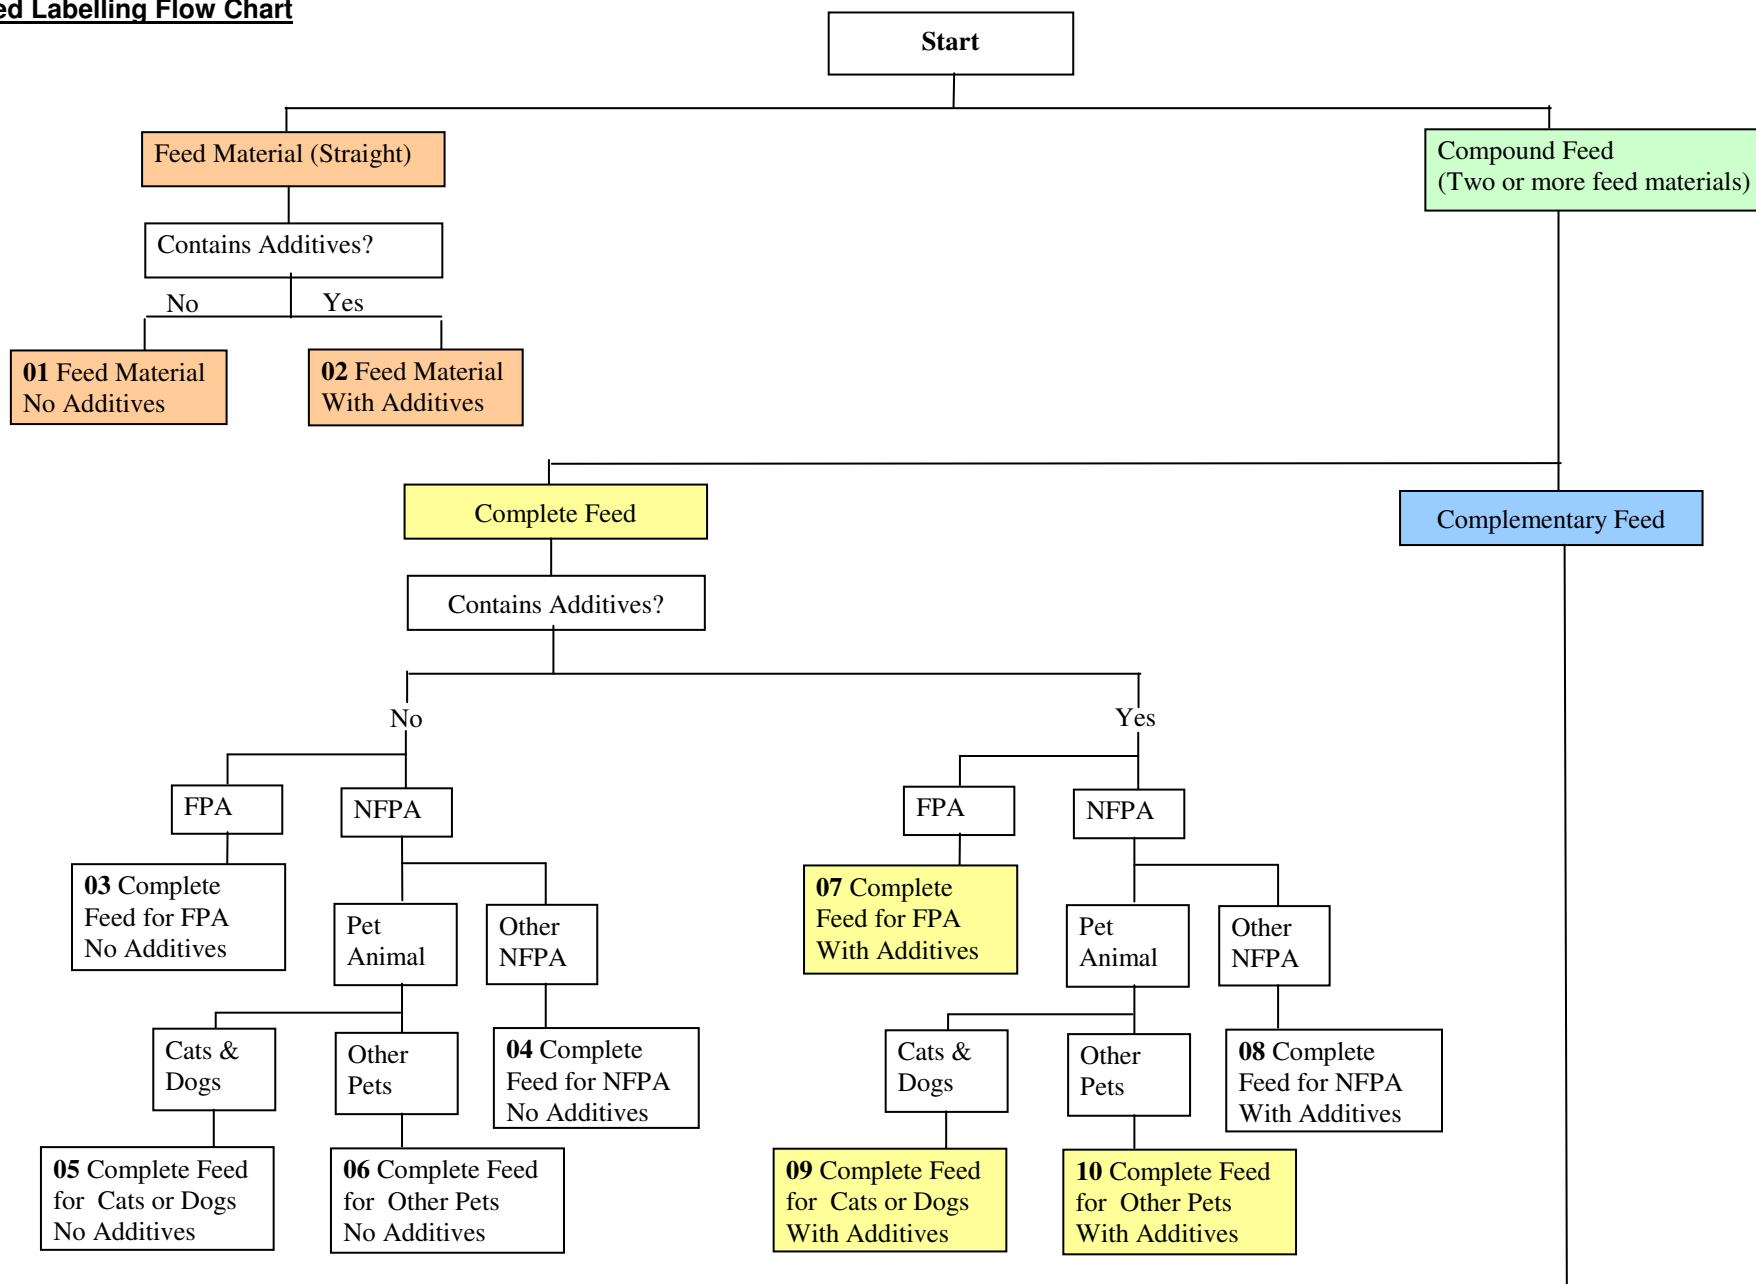 ed Labelling Flow Chart
Start
Feed Material (Straight)
Compound Feed
(Two or more feed materials)
Contains Additives?
No
Yes
01 Feed Material
No Additives
02 Feed Material
With Additives
Complete Feed
Complementary Feed
Contains Additives?
No
Yes
FPA
NFPA
FPA
NFPA
03 Complete
Feed for FPA
No Additives
Pet
Animal
Other
NFPA
07 Complete
Feed for FPA
With Additives
Pet
Animal
Other
NFPA
Cats &
Dogs
Other
Pets
04 Complete
Feed for NFPA
No Additives
Cats &
Dogs
Other
Pets
08 Complete
Feed for NFPA
With Additives
05 Complete Feed
for Cats or Dogs
No Additives
06 Complete Feed
for Other Pets
No Additives
09 Complete Feed
for Cats or Dogs
With Additives
10 Complete Feed
for Other Pets
With Additives